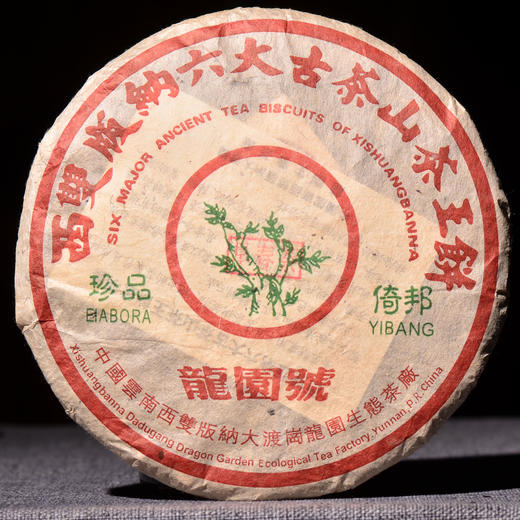 西雙版納六大古茶山茶王餅
SIX MAJOR ANCIENT TEA BISCUITS OF XISHUANGBANNA
珍品
EIABORA
倚邦
YIBANG
龍園號
中國雲南西雙版納大渡崗龍園生態茶廠
Xishuangbanna Dadugang Dragon Garden Ecological Tea Factory,Yunnan,P.R.China